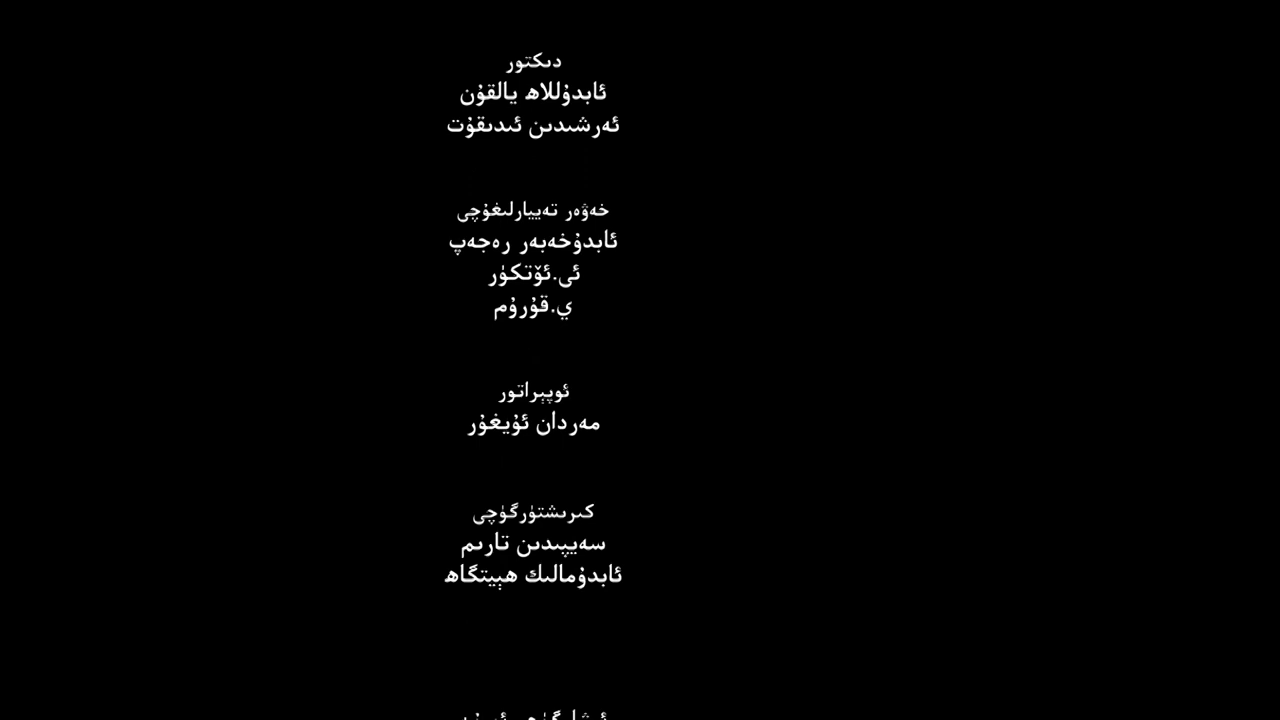 دىكتور
ئابدۇللاھ يالقۇن
ئەرشىدىن ئىدىقۇت
خەۋەر تەييارلىغۇچى
ئابدۇخەبەر رەجەپ
ئى.ئۆتكۈر
ي.قۇرۇم
ئوپېراتور
مەردان ئۇيغۇر
كىرىشتۈرگۈچى
سەيپىدىن تارىم
ئابدۇمالىك ھېيتگاھ